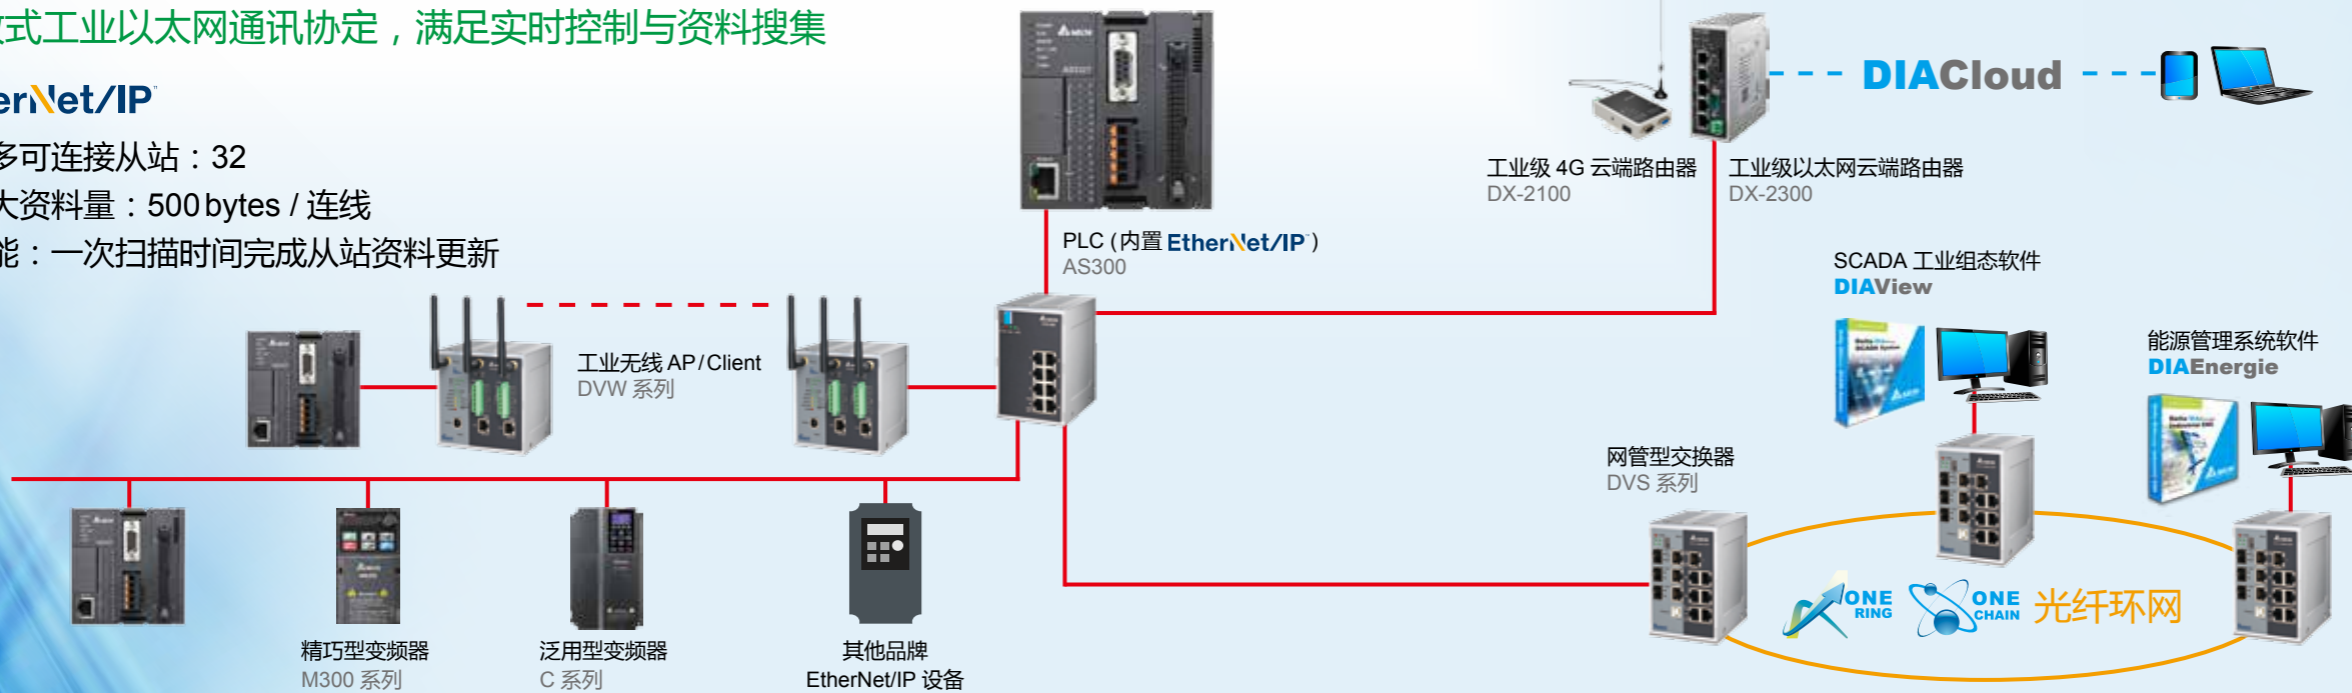 式工业以太网通讯协定，满足实时控制与资料搜集
erNet/IP
多可连接从站：32
大资料量：500 bytes / 连线
能：一次扫描时间完成从站资料更新
PLC (内置 EtherNet/IP)
AS300
工业级 4G 云端路由器
DX-2100
工业级以太网云端路由器
DX-2300
DIACloud
SCADA 工业组态软件
DIAView
能源管理系统软件
DIAEnergie
工业无线 AP/Client
DVW 系列
网管型交换器
DVS 系列
ONE RING
ONE CHAIN
光纤环网
精巧型变频器
M300 系列
泛用型变频器
C 系列
其他品牌
EtherNet/IP 设备